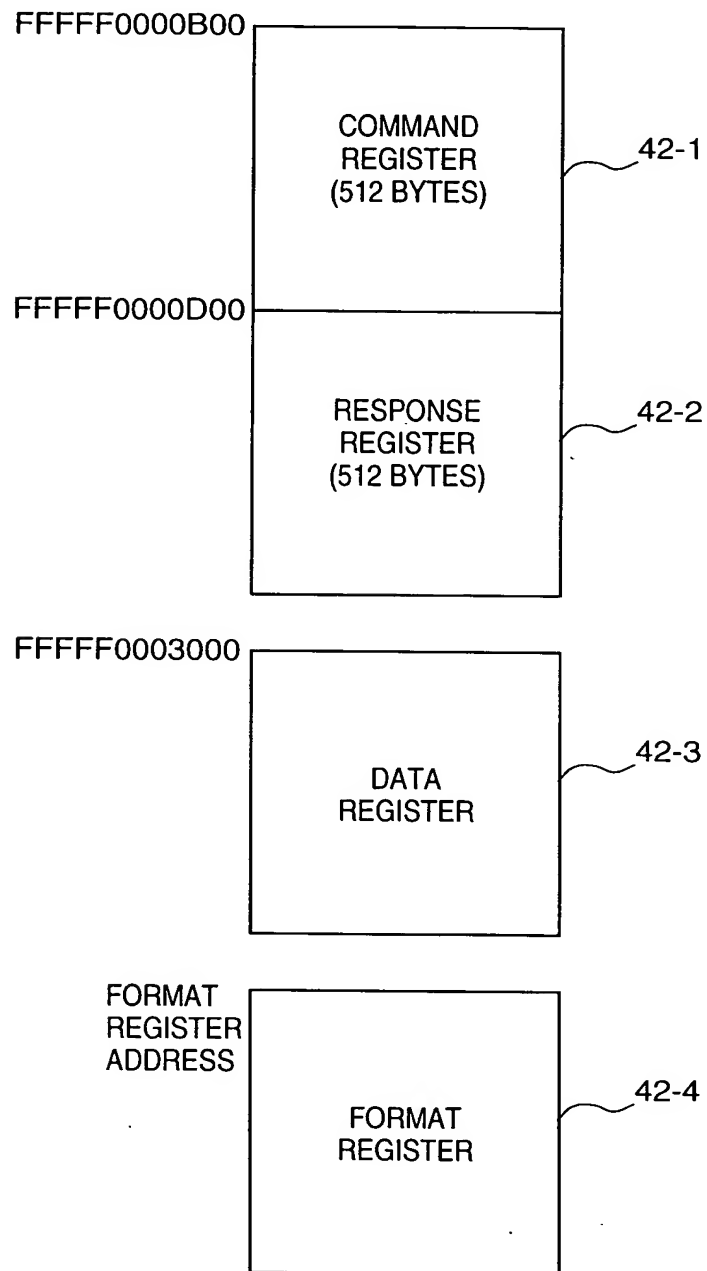 FFFFF0000B00
COMMAND
REGISTER
(512 BYTES)
42-1
FFFFF0000D00
RESPONSE
REGISTER
(512 BYTES)
42-2
FFFFF0003000
DATA
REGISTER
42-3
FORMAT
REGISTER
ADDRESS
FORMAT
REGISTER
42-4